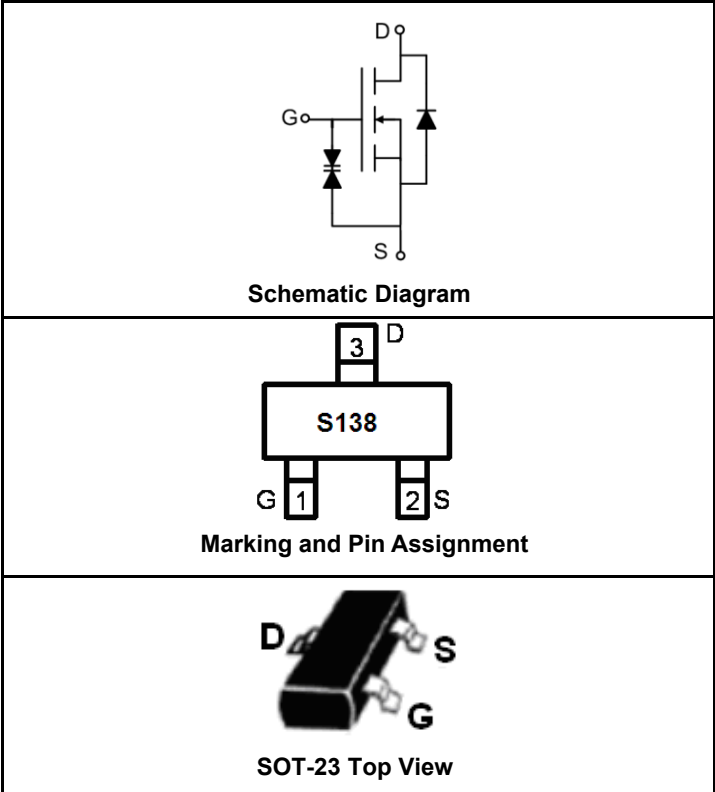 D
G
S
Schematic Diagram
3 D
S138
G 1 2 S
Marking and Pin Assignment
D
S
G
SOT-23 Top View